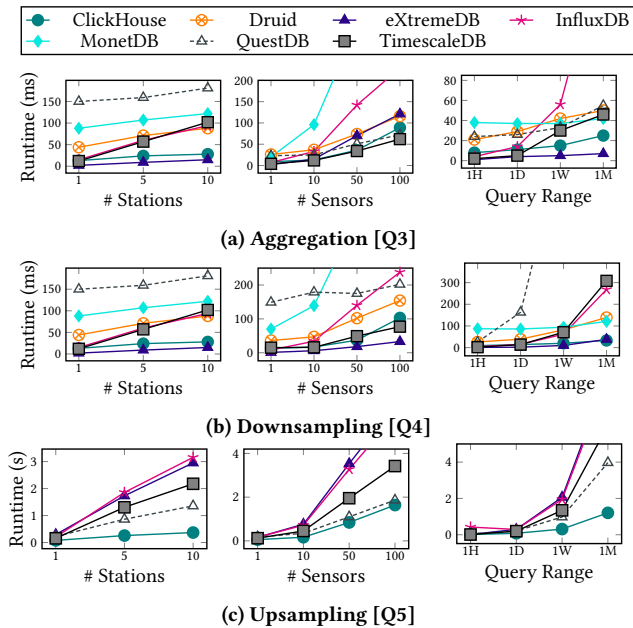 ClickHouse Druid eXtremeDB InfluxDB
MonetDB QuestDB TimescaleDB
Runtime (ms)
150
100
50
0
1 5 10
# Stations
200
150
100
50
0
1 10 50 100
# Sensors
80
60
40
20
0
1H 1D 1W 1M
Query Range
(a) Aggregation [Q3]
Runtime (ms)
150
100
50
0
1 5 10
# Stations
200
100
0
1 10 50 100
# Sensors
300
200
100
0
1H 1D 1W 1M
Query Range
(b) Downsampling [Q4]
Runtime (s)
3
2
1
0
1 5 10
# Stations
4
2
0
1 10 50 100
# Sensors
4
2
0
1H 1D 1W 1M
Query Range
(c) Upsampling [Q5]